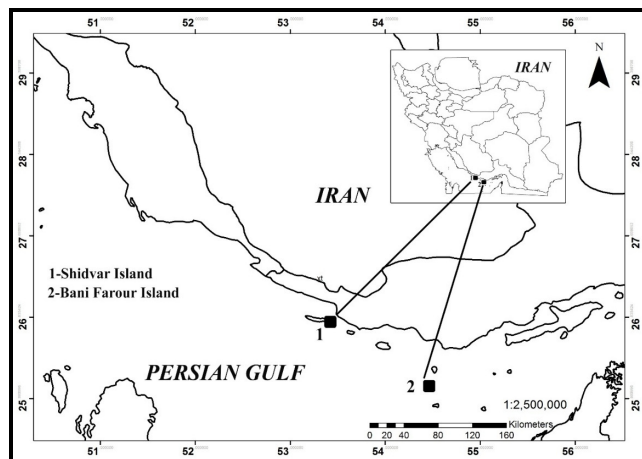 51 52 53 54 55 56
IRAN
N
29 29
28 28
IRAN
27 27
1-Shidvar Island
2-Bani Farour Island
26 26
1
PERSIAN GULF
2
25 25
1:2,500,000
Kilometers
0 20 40 80 120 160
51 52 53 54 55 56